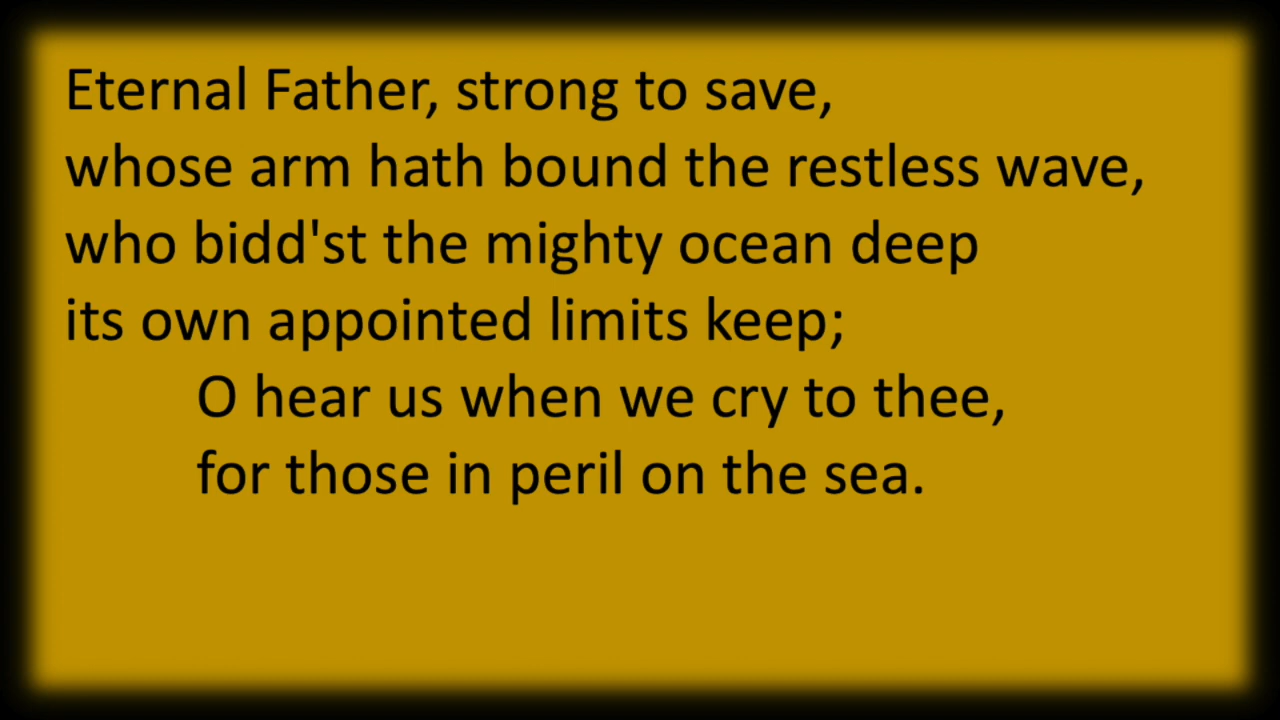 Eternal Father, strong to save,
whose arm hath bound the restless wave,
who bidd'st the mighty ocean deep
its own appointed limits keep;
O hear us when we cry to thee,
for those in peril on the sea.